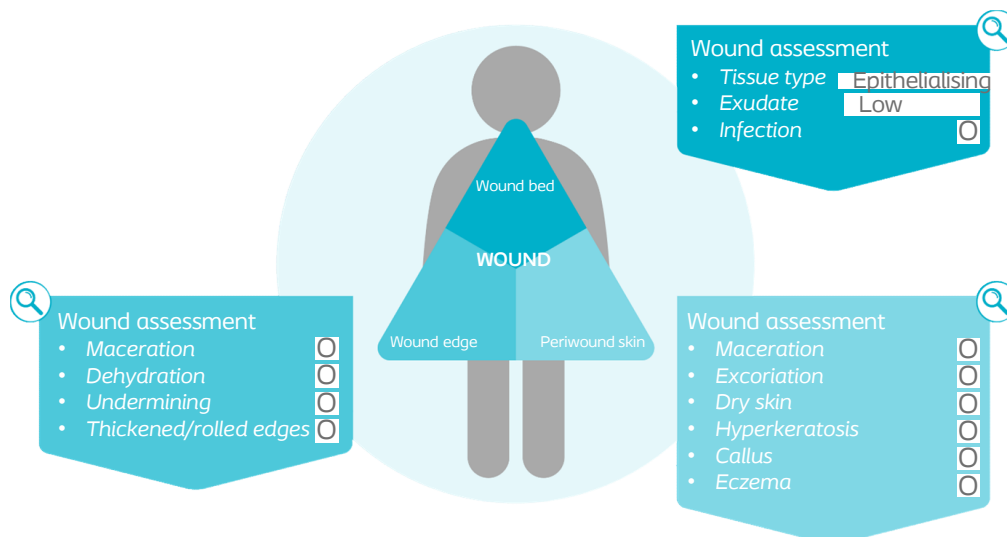 Wound assessment
• Tissue type Epithelialising
• Exudate Low
• Infection O
Wound bed
WOUND
Wound edge
Periwound skin
Wound assessment
• Maceration O
• Dehydration O
• Undermining O
• Thickened/rolled edges O
Wound assessment
• Maceration O
• Excoriation O
• Dry skin O
• Hyperkeratosis O
• Callus O
• Eczema O